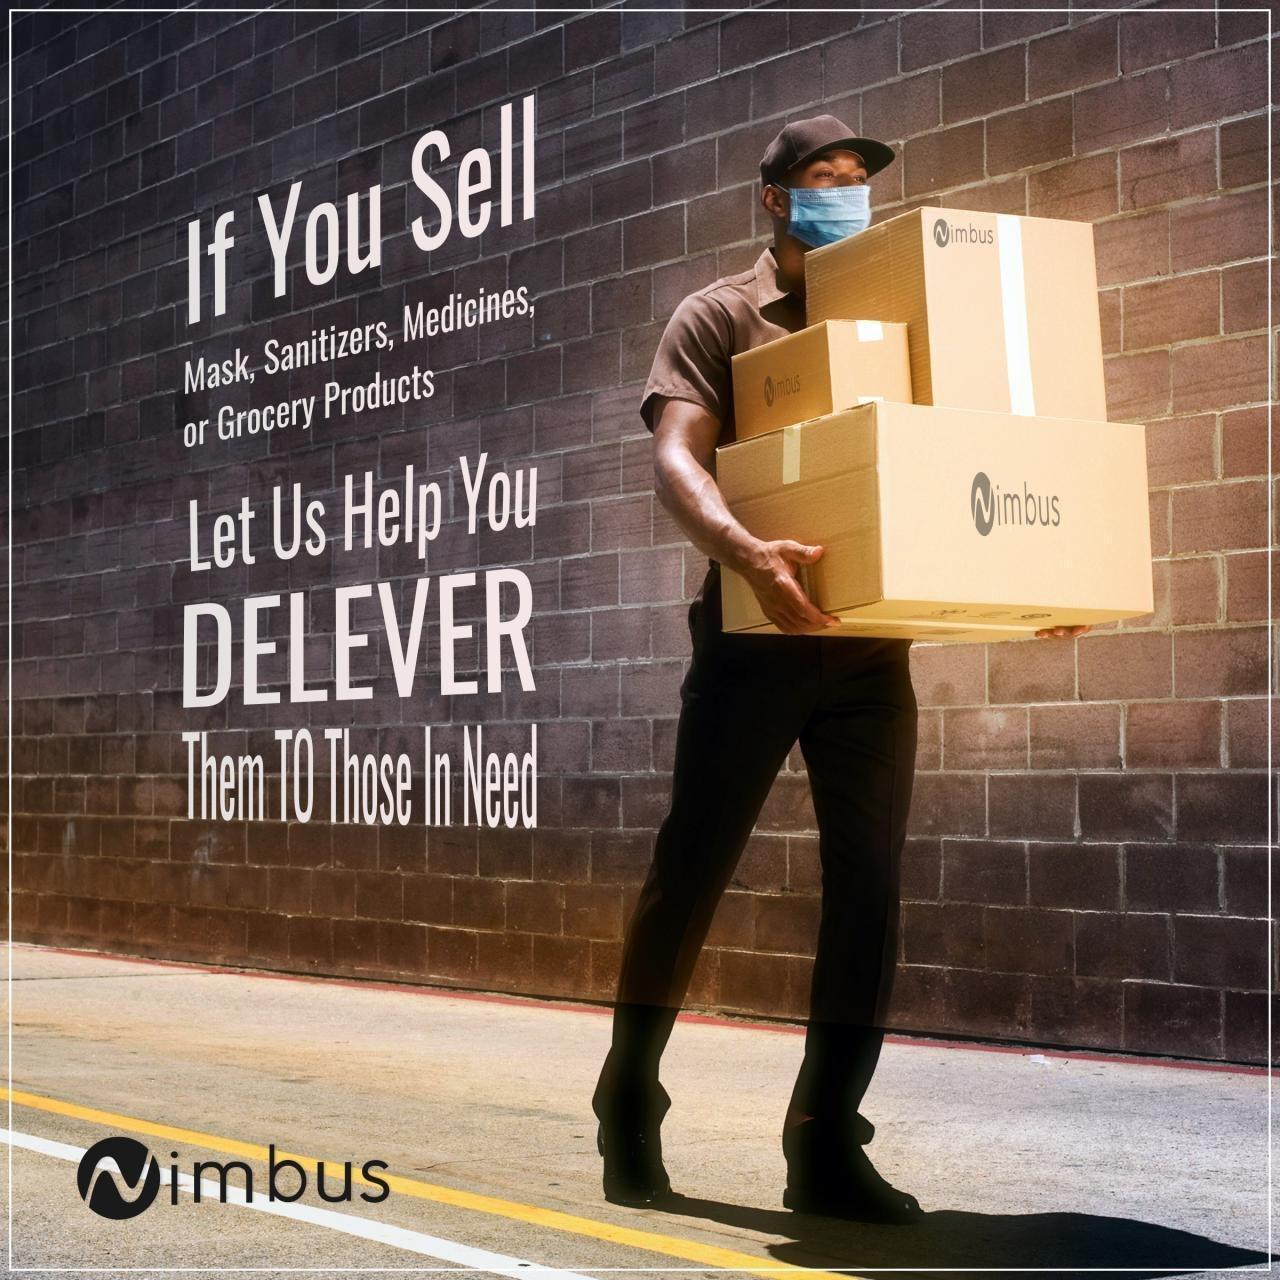 If You Sell
Mask, Sanitizers, Medicines,
or Grocery Products
Let Us Help You
DELEVER
Them TO Those In Need
Nimbus
Nimbus
Nimbus
Nimbus